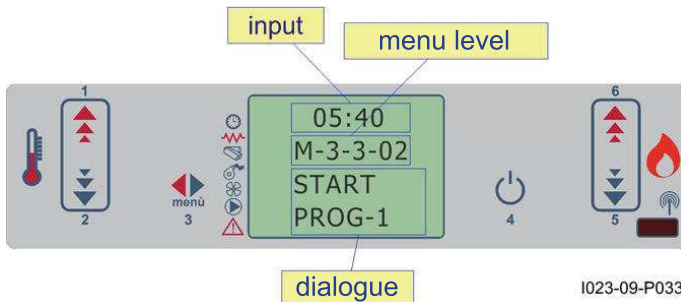 input
menu level
1
6
05:40
M-3-3-02
START
PROG-1
menù
2
3
4
5
dialogue
I023-09-P033